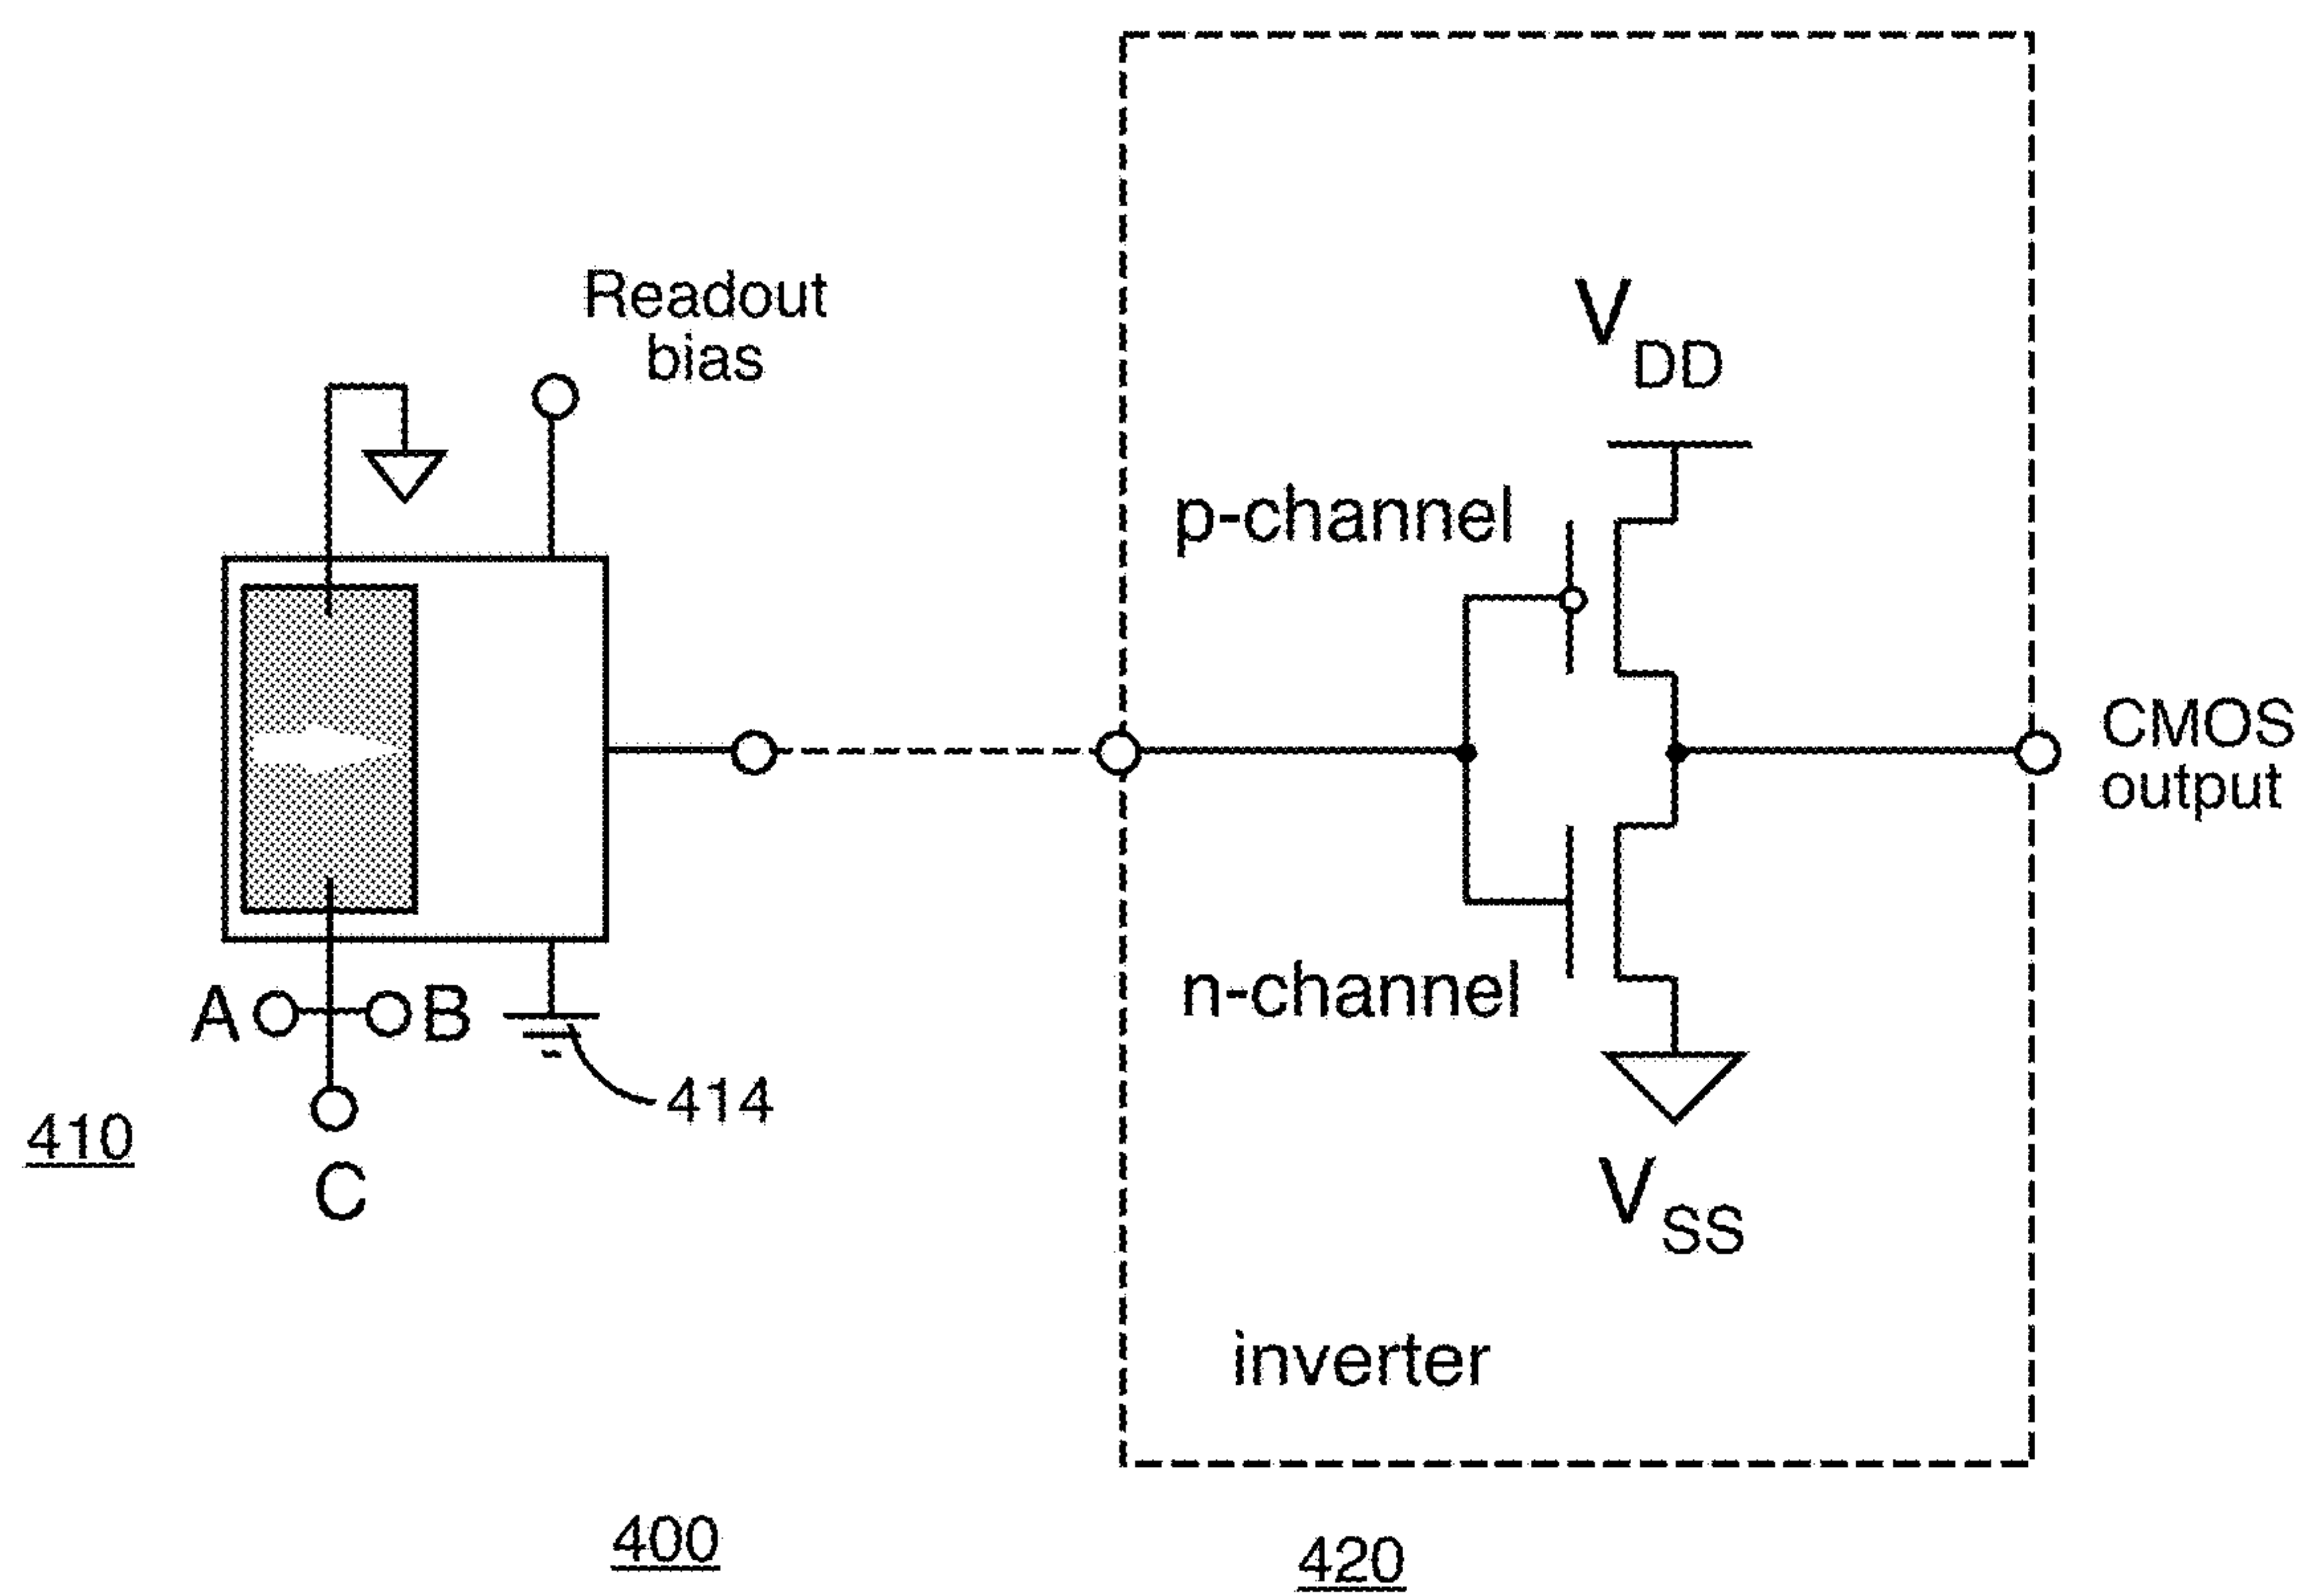 Readout
bias
V DD
p-channel
CMOS
output
n-channel
A B
414
410
C
V SS
inverter
400
420